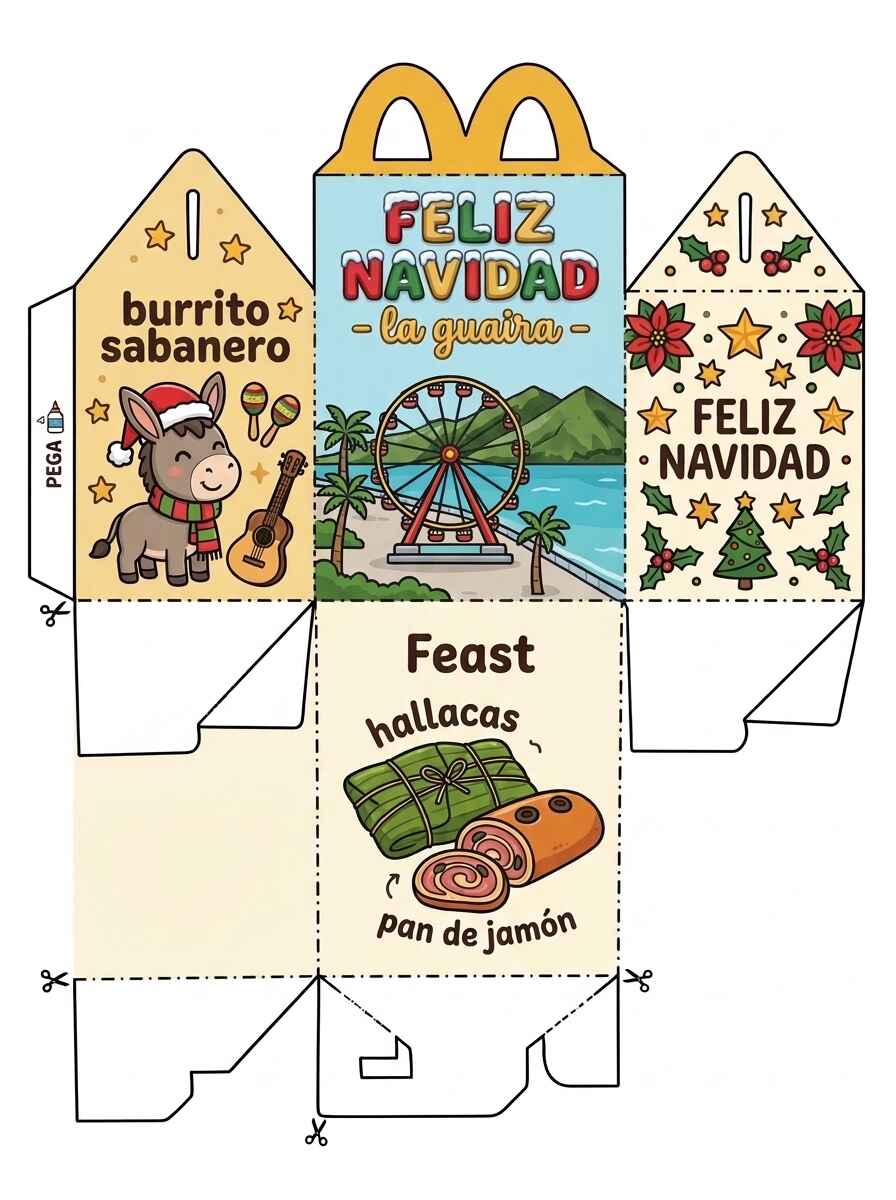 FELIZ
NAVIDAD
- la guaira -
burrito
sabanero
PEGA
FELIZ
NAVIDAD
Feast
hallacas
pan de jamón